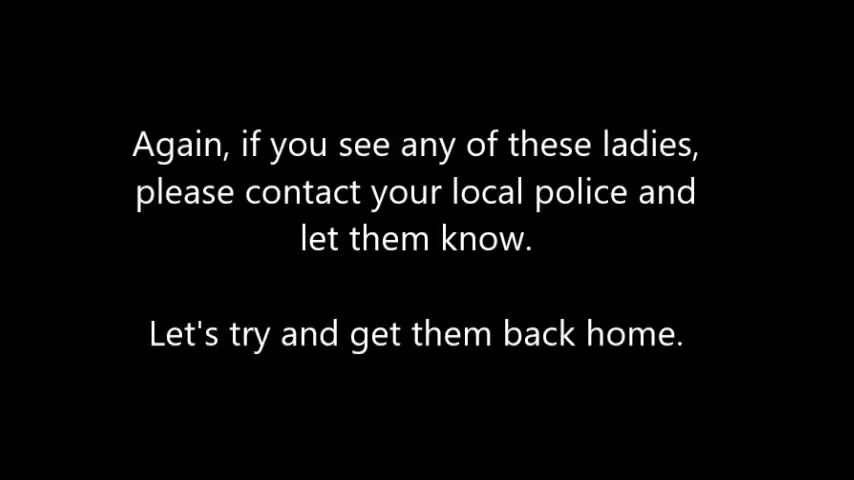 Again, if you see any of these ladies,
please contact your local police and
let them know.
Let's try and get them back home.